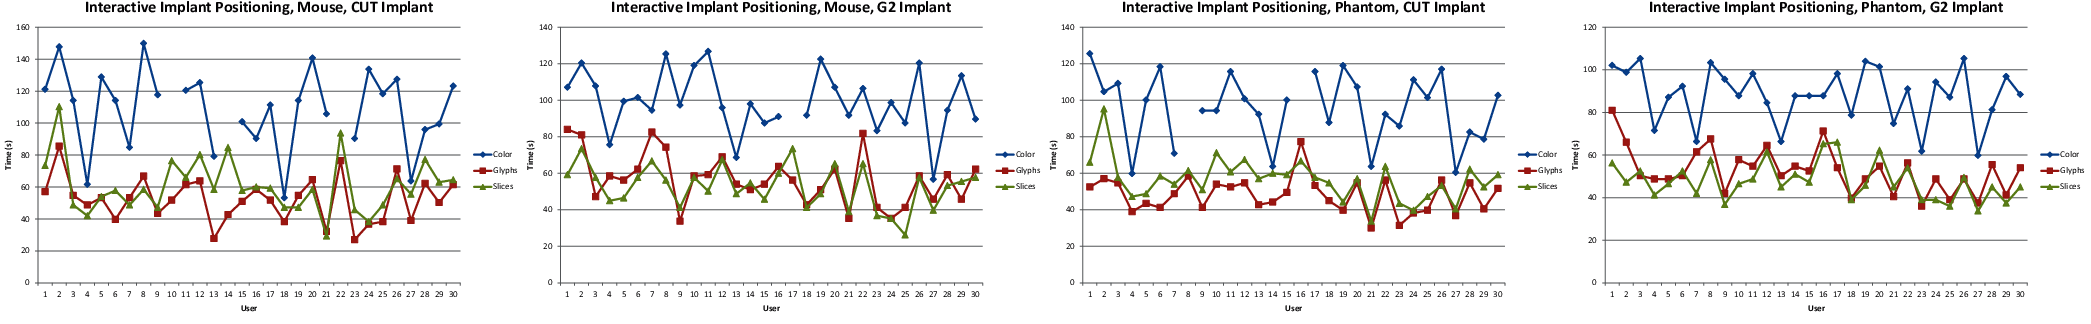 Interactive Implant Positioning, Mouse, CUT Implant
160
140
120
100
80
60
40
20
0
Time (s)
1 2 3 4 5 6 7 8 9 10 11 12 13 14 15 16 17 18 19 20 21 22 23 24 25 26 27 28 29 30
User
Color
Glyphs
Slices
Interactive Implant Positioning, Mouse, G2 Implant
140
120
100
80
60
40
20
0
Time (s)
1 2 3 4 5 6 7 8 9 10 11 12 13 14 15 16 17 18 19 20 21 22 23 24 25 26 27 28 29 30
User
Color
Glyphs
Slices
Interactive Implant Positioning, Phantom, CUT Implant
140
120
100
80
60
40
20
0
Time (s)
1 2 3 4 5 6 7 8 9 10 11 12 13 14 15 16 17 18 19 20 21 22 23 24 25 26 27 28 29 30
User
Color
Glyphs
Slices
Interactive Implant Positioning, Phantom, G2 Implant
120
100
80
60
40
20
0
Time (s)
1 2 3 4 5 6 7 8 9 10 11 12 13 14 15 16 17 18 19 20 21 22 23 24 25 26 27 28 29 30
User
Color
Glyphs
Slices